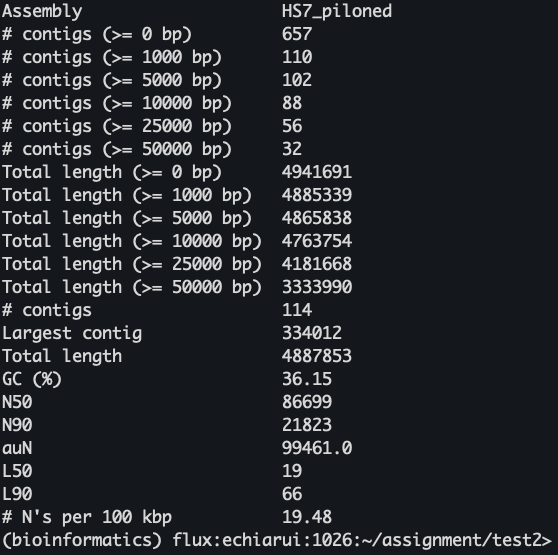 Assembly HS7_piloned
# contigs (>= 0 bp) 657
# contigs (>= 1000 bp) 110
# contigs (>= 5000 bp) 102
# contigs (>= 10000 bp) 88
# contigs (>= 25000 bp) 56
# contigs (>= 50000 bp) 32
Total length (>= 0 bp) 4941691
Total length (>= 1000 bp) 4885339
Total length (>= 5000 bp) 4865838
Total length (>= 10000 bp) 4763754
Total length (>= 25000 bp) 4181668
Total length (>= 50000 bp) 3333990
# contigs 114
Largest contig 334012
Total length 4887853
GC (%) 36.15
N50 86699
N90 21823
auN 99461.0
L50 19
L90 66
# N's per 100 kbp 19.48
(bioinformatics) flux:echiarui:1026:~/assignment/test2>